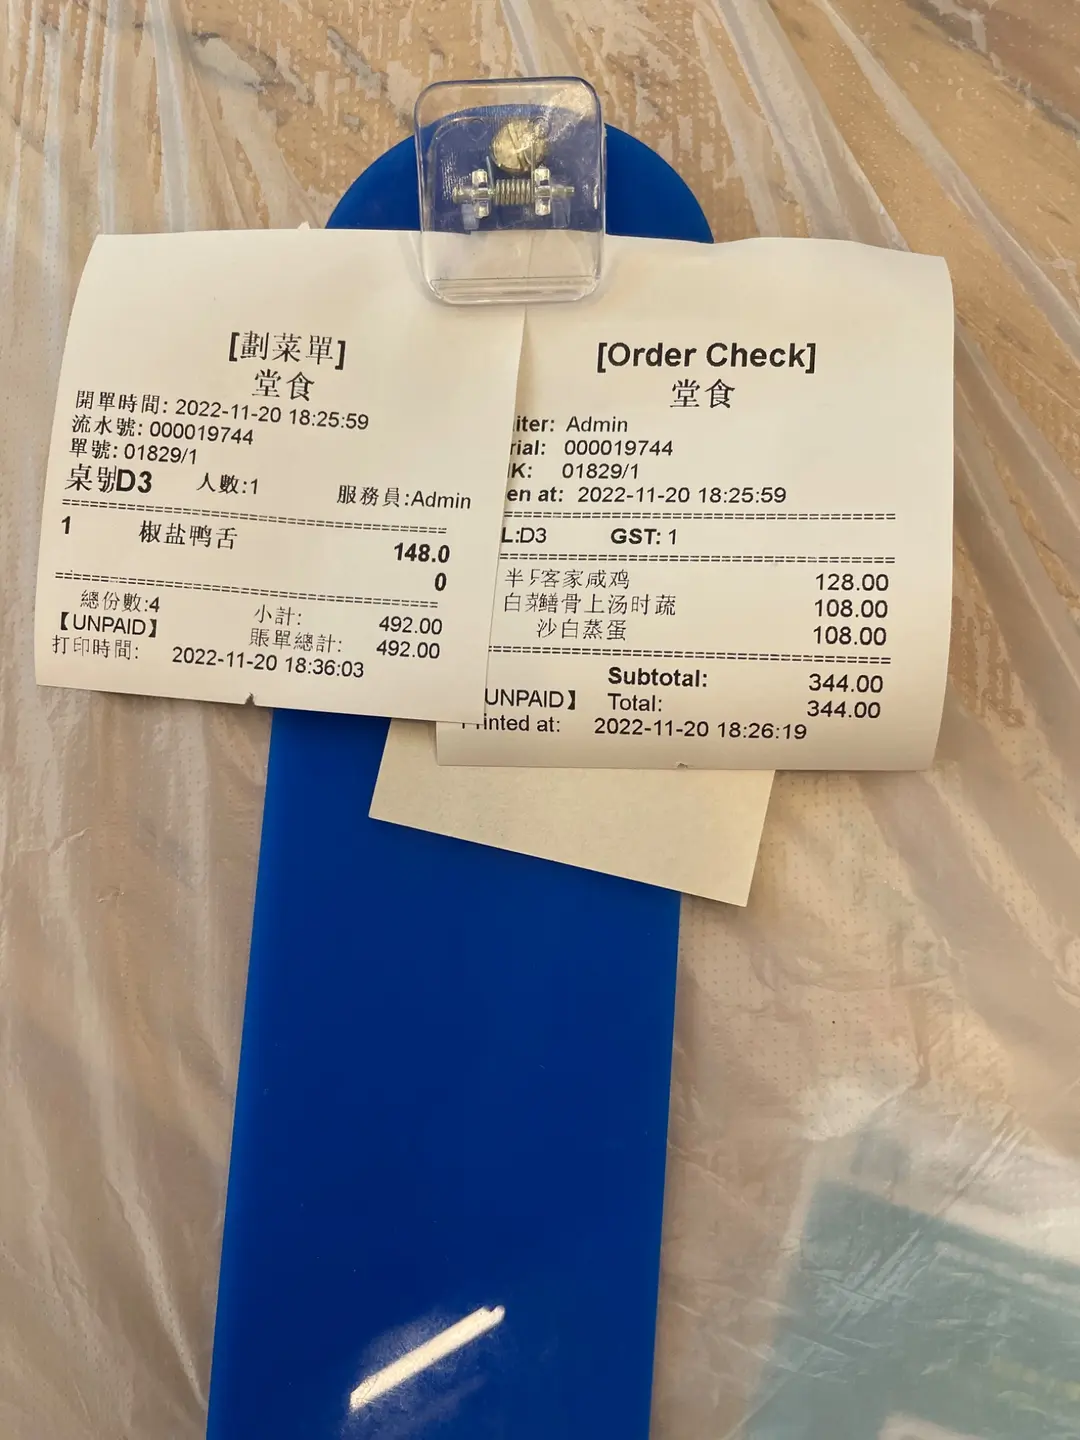 [劃菜單]
堂食
開單時間: 2022-11-20 18:25:59
流水號: 000019744
單號: 01829/1
桌號D3 人數:1 服務員:Admin
1 椒盐鸭舌 148.0
0
總份數:4 小計: 492.00
【UNPAID】 賬單總計: 492.00
打印時間: 2022-11-20 18:36:03
[Order Check]
堂食
Admin
000019744
01829/1
at: 2022-11-20 18:25:59
D3 GST: 1
半只客家咸鸡 128.00
骨上汤时蔬 108.00
沙白蒸蛋 108.00
Subtotal: 344.00
UNPAID】 Total: 344.00
Printed at: 2022-11-20 18:26:19